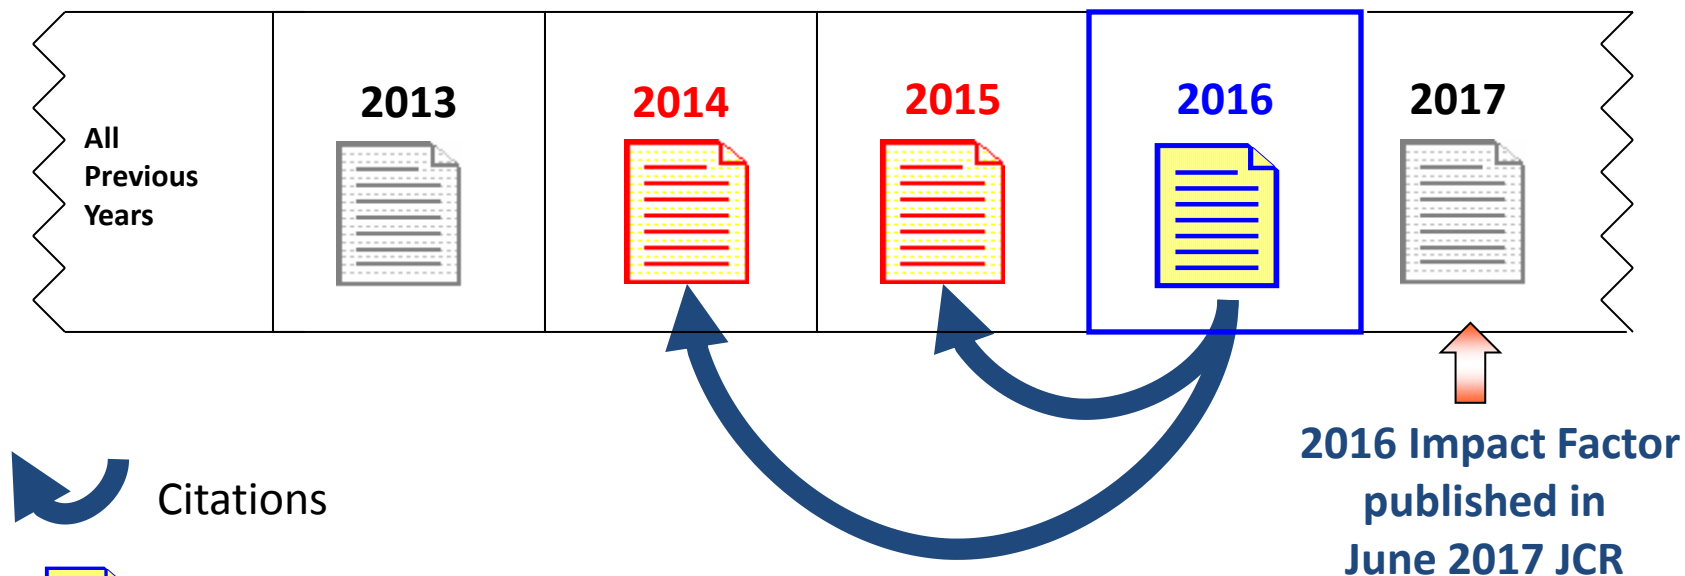 All
Previous
Years
2013
2014
2015
2016
2017
Citations
2016 Impact Factor
published in
June 2017 JCR